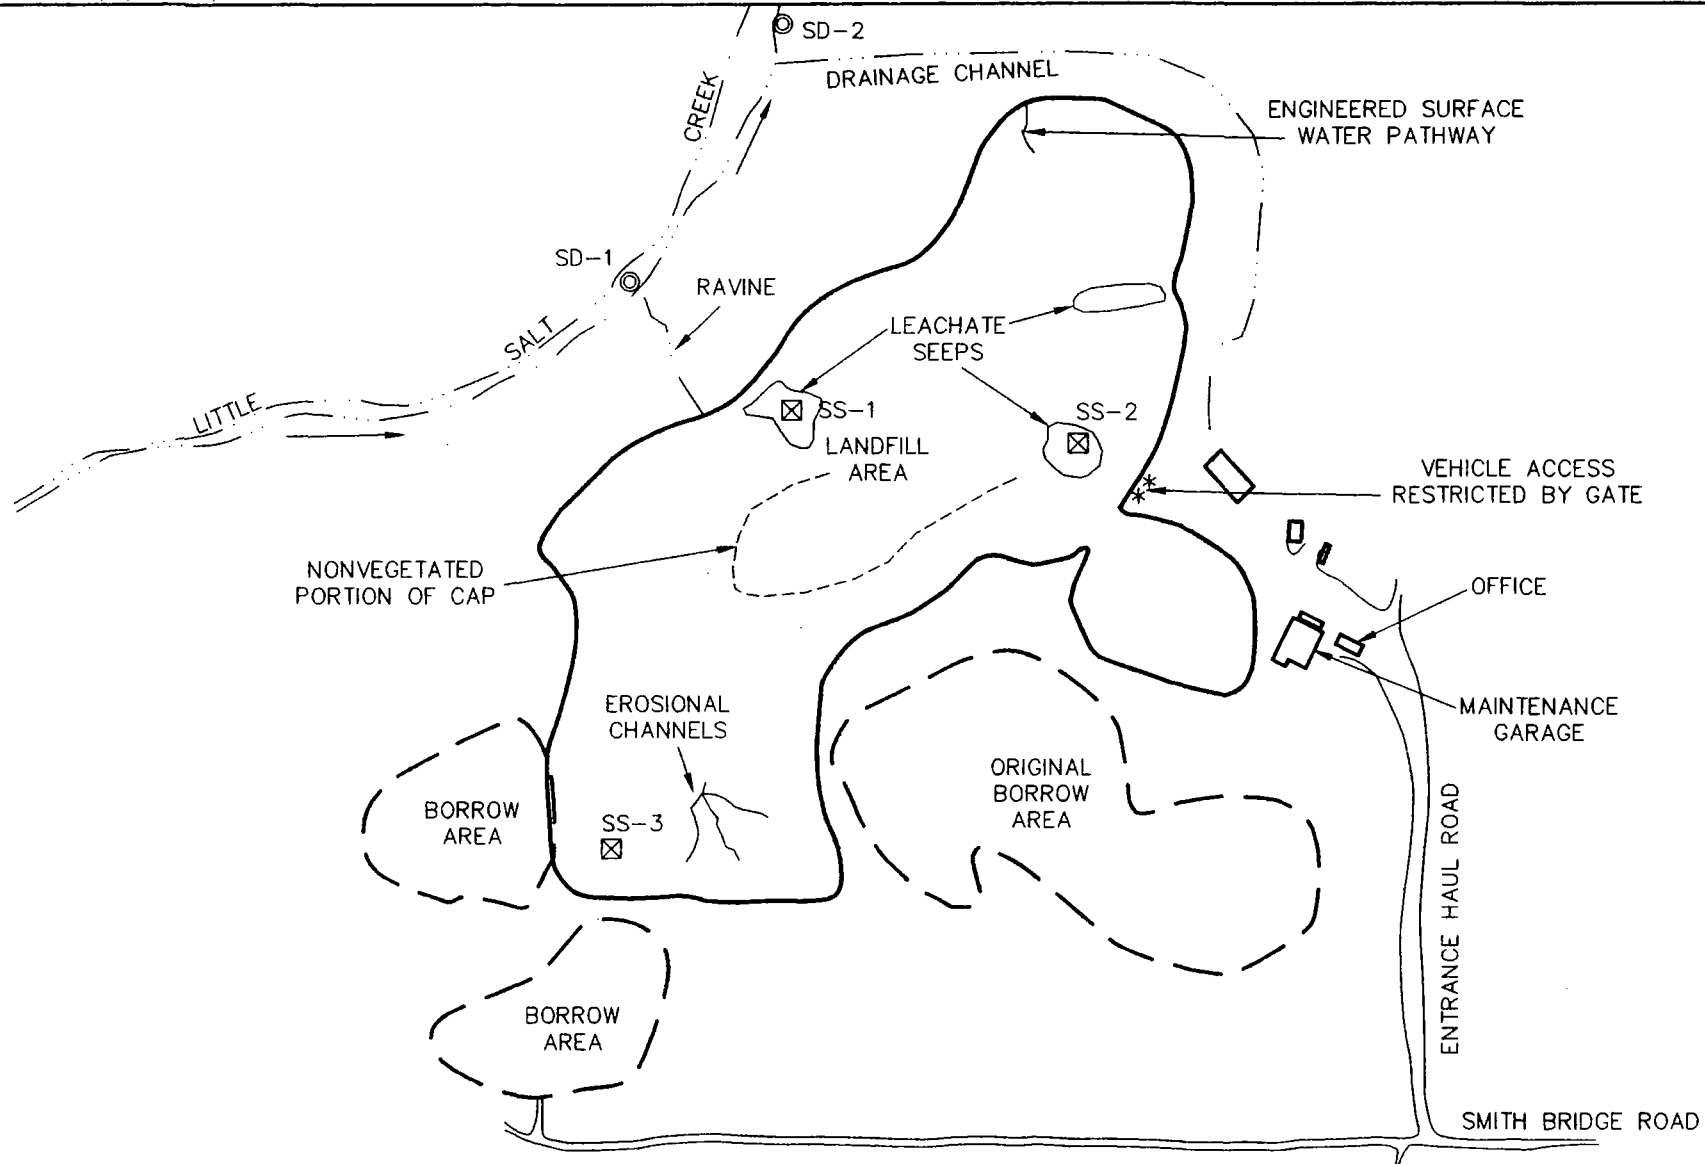 SD-2
DRAINAGE CHANNEL
CREEK
ENGINEERED SURFACE
WATER PATHWAY
SD-1
RAVINE
SALT
LEACHATE
SEEPS
LITTLE
SS-1
SS-2
LANDFILL
AREA
VEHICLE ACCESS
RESTRICTED BY GATE
NONVEGETATED
PORTION OF CAP
OFFICE
EROSIONAL
CHANNELS
MAINTENANCE
GARAGE
ORIGINAL
BORROW
AREA
BORROW
AREA
SS-3
ENTRANCE HAUL ROAD
BORROW
AREA
SMITH BRIDGE ROAD